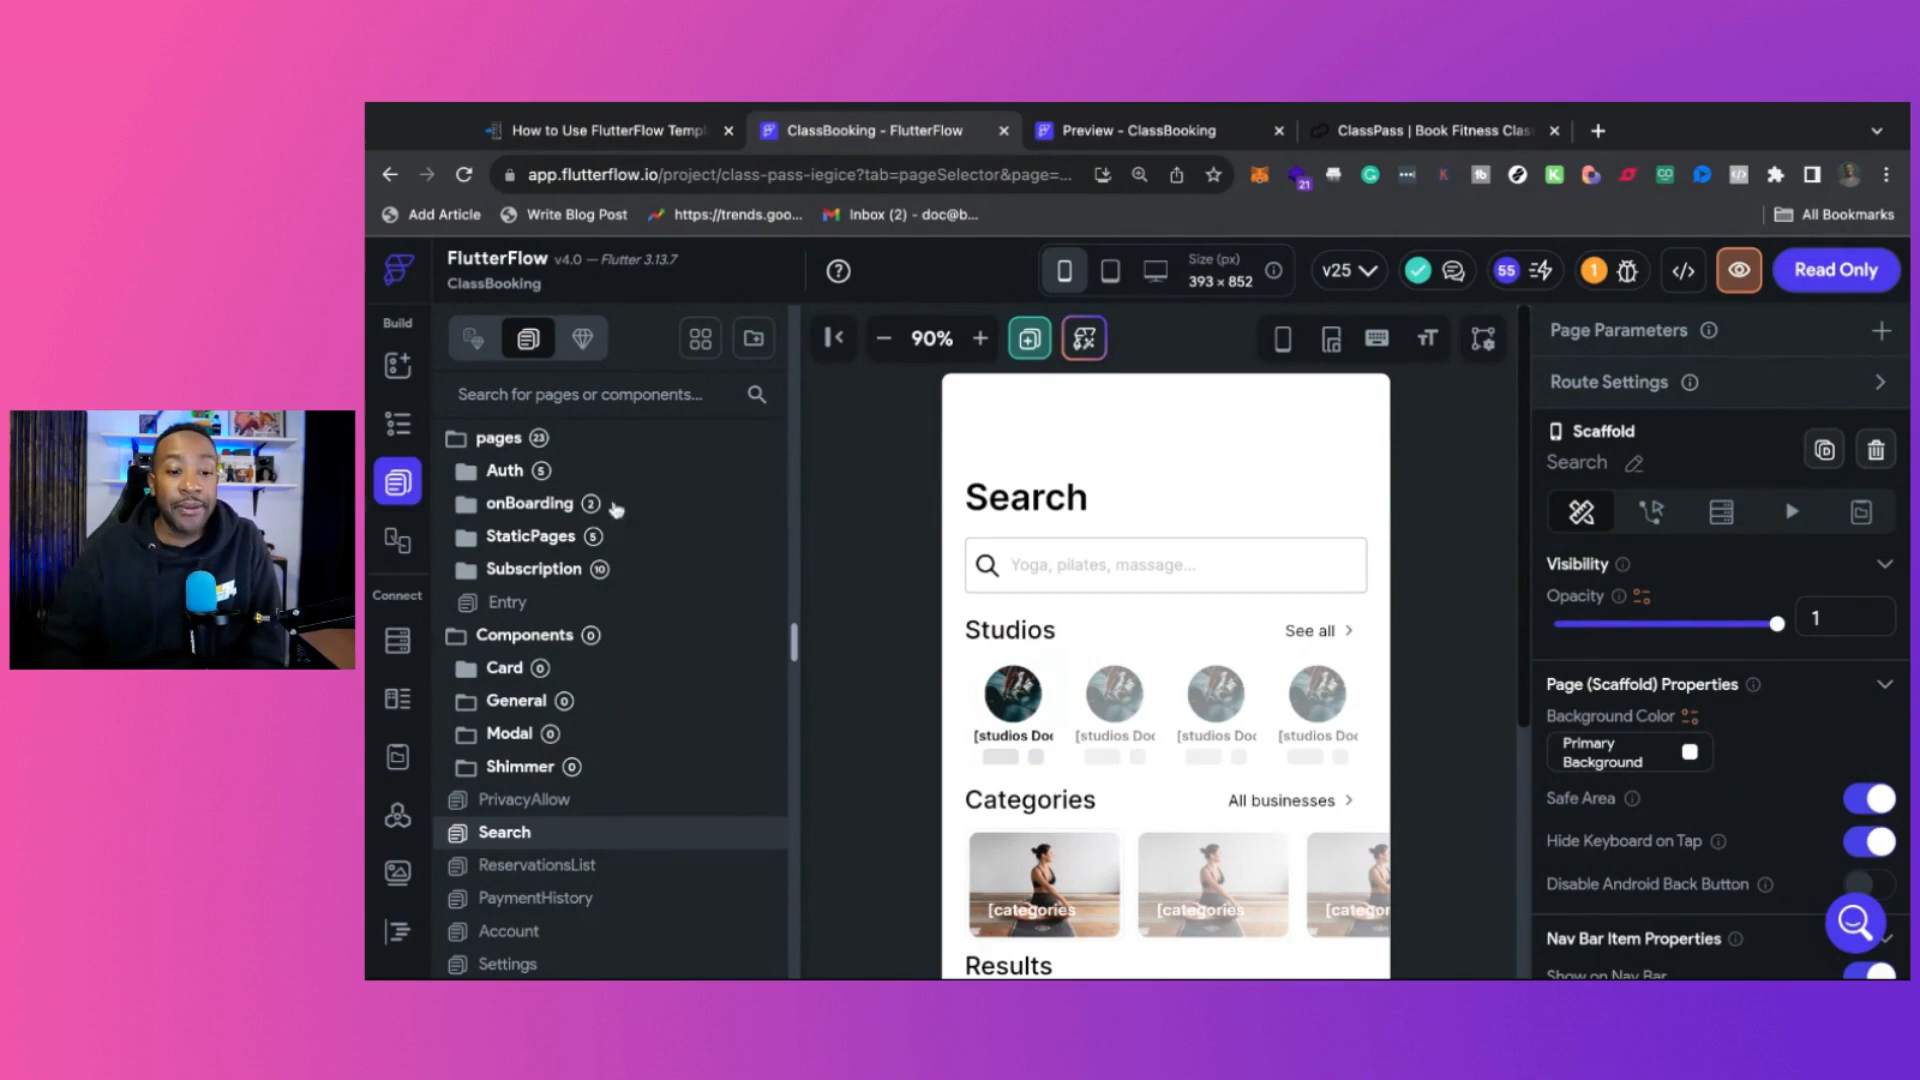 How to Use FlutterFlow Templ
ClassBooking - FlutterFlow
Preview - ClassBooking
ClassPass | Book Fitness Clas
app.flutterflow.io/project/class-pass-iegice?tab=pageSelector&page=...
21
Add Article
Write Blog Post
https://trends.goo...
Inbox (2) - doc@b...
All Bookmarks
FlutterFlow v4.0 — Flutter 3.13.7
ClassBooking
Size (px)
393 × 852
v25
55
1
Read Only
Build
Connect
90%
Search for pages or components...
pages 23
Auth 5
onBoarding 2
StaticPages 5
Subscription 10
Entry
Components 0
Card 0
General 0
Modal 0
Shimmer 0
PrivacyAllow
Search
ReservationsList
PaymentHistory
Account
Settings
Search
Yoga, pilates, massage...
Studios
See all
[studios Doc
[studios Doc
[studios Doc
[studios Doc
Categories
All businesses
[categories
[categories
[categor
Results
Page Parameters
Route Settings
Scaffold
Search
Visibility
Opacity
1
Page (Scaffold) Properties
Background Color
Primary
Background
Safe Area
Hide Keyboard on Tap
Disable Android Back Button
Nav Bar Item Properties
Show on Nav Bar